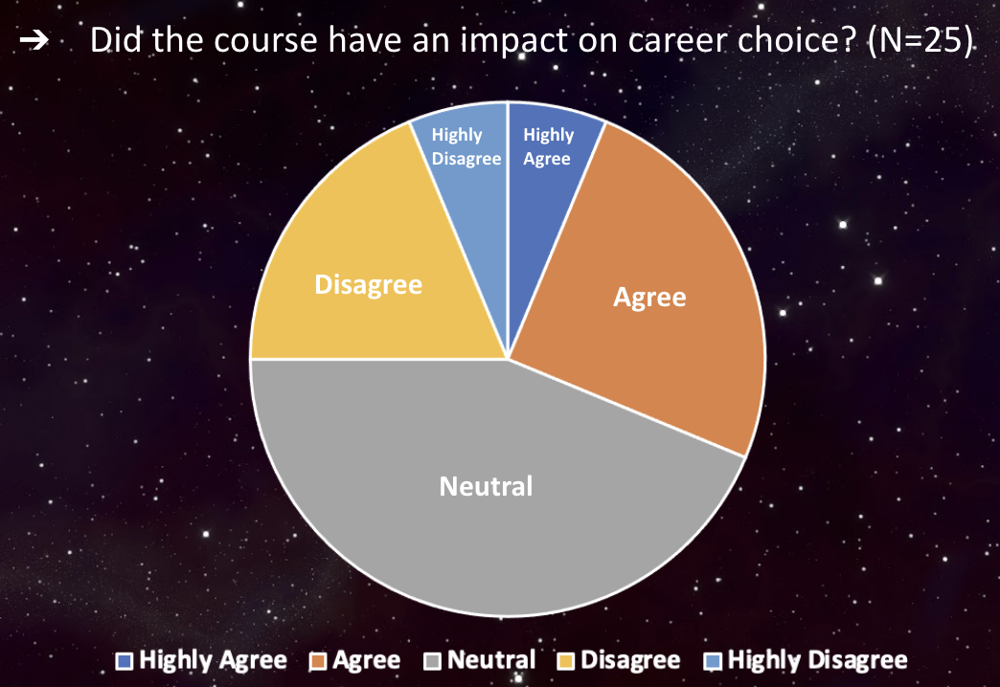 ➔ Did the course have an impact on career choice? (N=25)
Highly
Disagree
Highly
Agree
Disagree
Agree
Neutral
Highly Agree Agree Neutral Disagree Highly Disagree